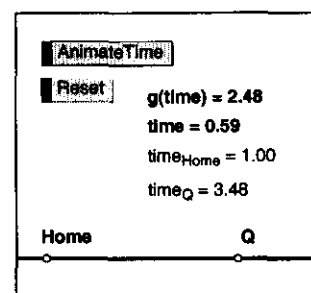 AnimateTime
Reset
g(time) = 2.48
time = 0.59
timeHome = 1.00
timeQ = 3.48
Home Q